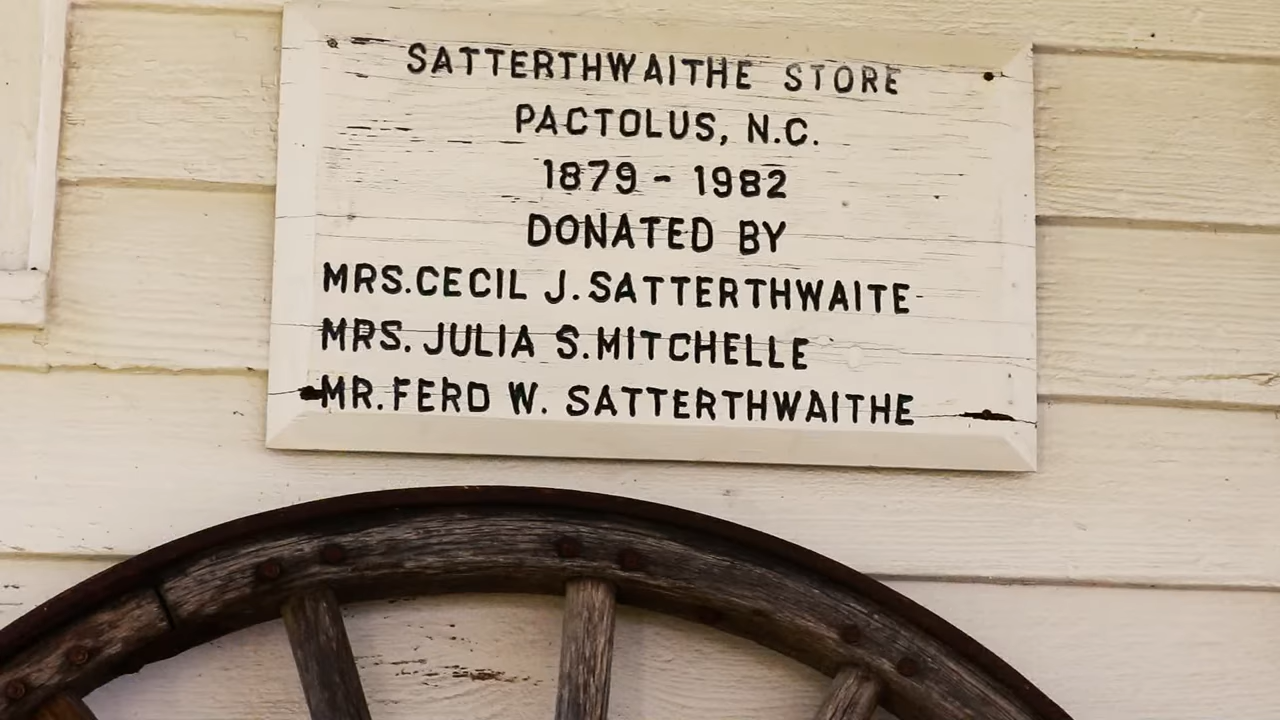 SATTERTHWAITHE STORE
PACTOLUS, N.C.
1879 - 1982
DONATED BY
MRS.CECIL J.SATTERTHWAITE
MRS. JULIA S.MITCHELLE
MR.FERD W. SATTERTHWAITHE